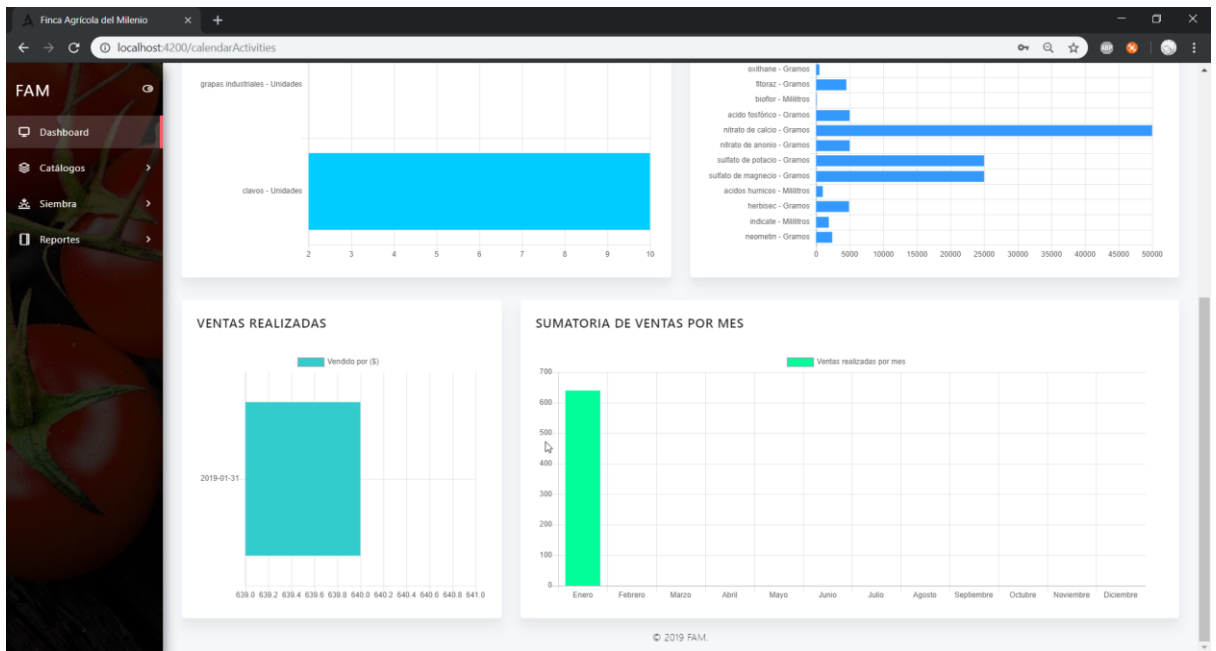 Finca Agrícola del Milenio
localhost:4200/calendarActivities
ABP
FAM
Dashboard
Catálogos
Siembra
Reportes
grapas industriales - Unidades
clavos - Unidades
2 3 4 5 6 7 8 9 10
oxithane - Gramos
fitoraz - Gramos
bioflor - Mililitros
acido fosfórico - Gramos
nitrato de calcio - Gramos
nitrato de anonio - Gramos
sulfato de potacio - Gramos
sulfato de magnecio - Gramos
acidos humicos - Mililitros
herbisec - Gramos
indicate - Mililitros
neometin - Gramos
0 5000 10000 15000 20000 25000 30000 35000 40000 45000 50000
VENTAS REALIZADAS
Vendido por ($)
2019-01-31
639.0 639.2 639.4 639.6 639.8 640.0 640.2 640.4 640.6 640.8 641.0
SUMATORIA DE VENTAS POR MES
Ventas realizadas por mes
700
600
500
400
300
200
100
0
Enero Febrero Marzo Abril Mayo Junio Julio Agosto Septiembre Octubre Noviembre Diciembre
© 2019 FAM.